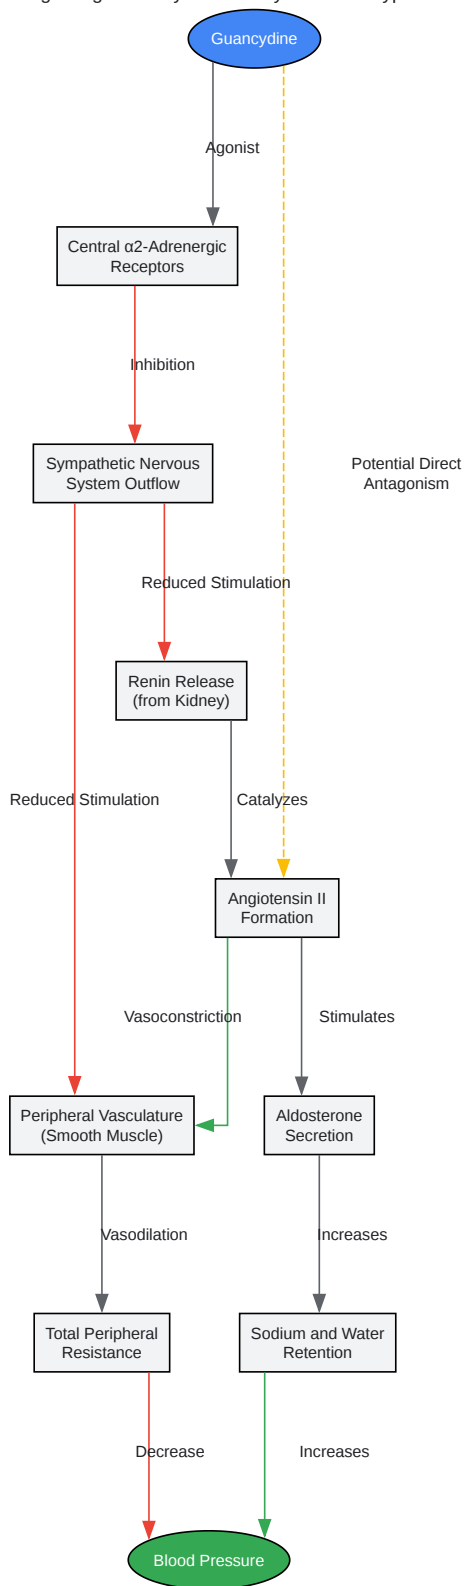 Guancydine
Agonist
Central α2-Adrenergic
Receptors
Inhibition
Sympathetic Nervous
System Outflow
Potential Direct
Antagonism
Reduced Stimulation
Renin Release
(from Kidney)
Reduced Stimulation
Catalyzes
Angiotensin II
Formation
Vasoconstriction
Stimulates
Peripheral Vasculature
(Smooth Muscle)
Aldosterone
Secretion
Vasodilation
Increases
Total Peripheral
Resistance
Sodium and Water
Retention
Decrease
Increases
Blood Pressure